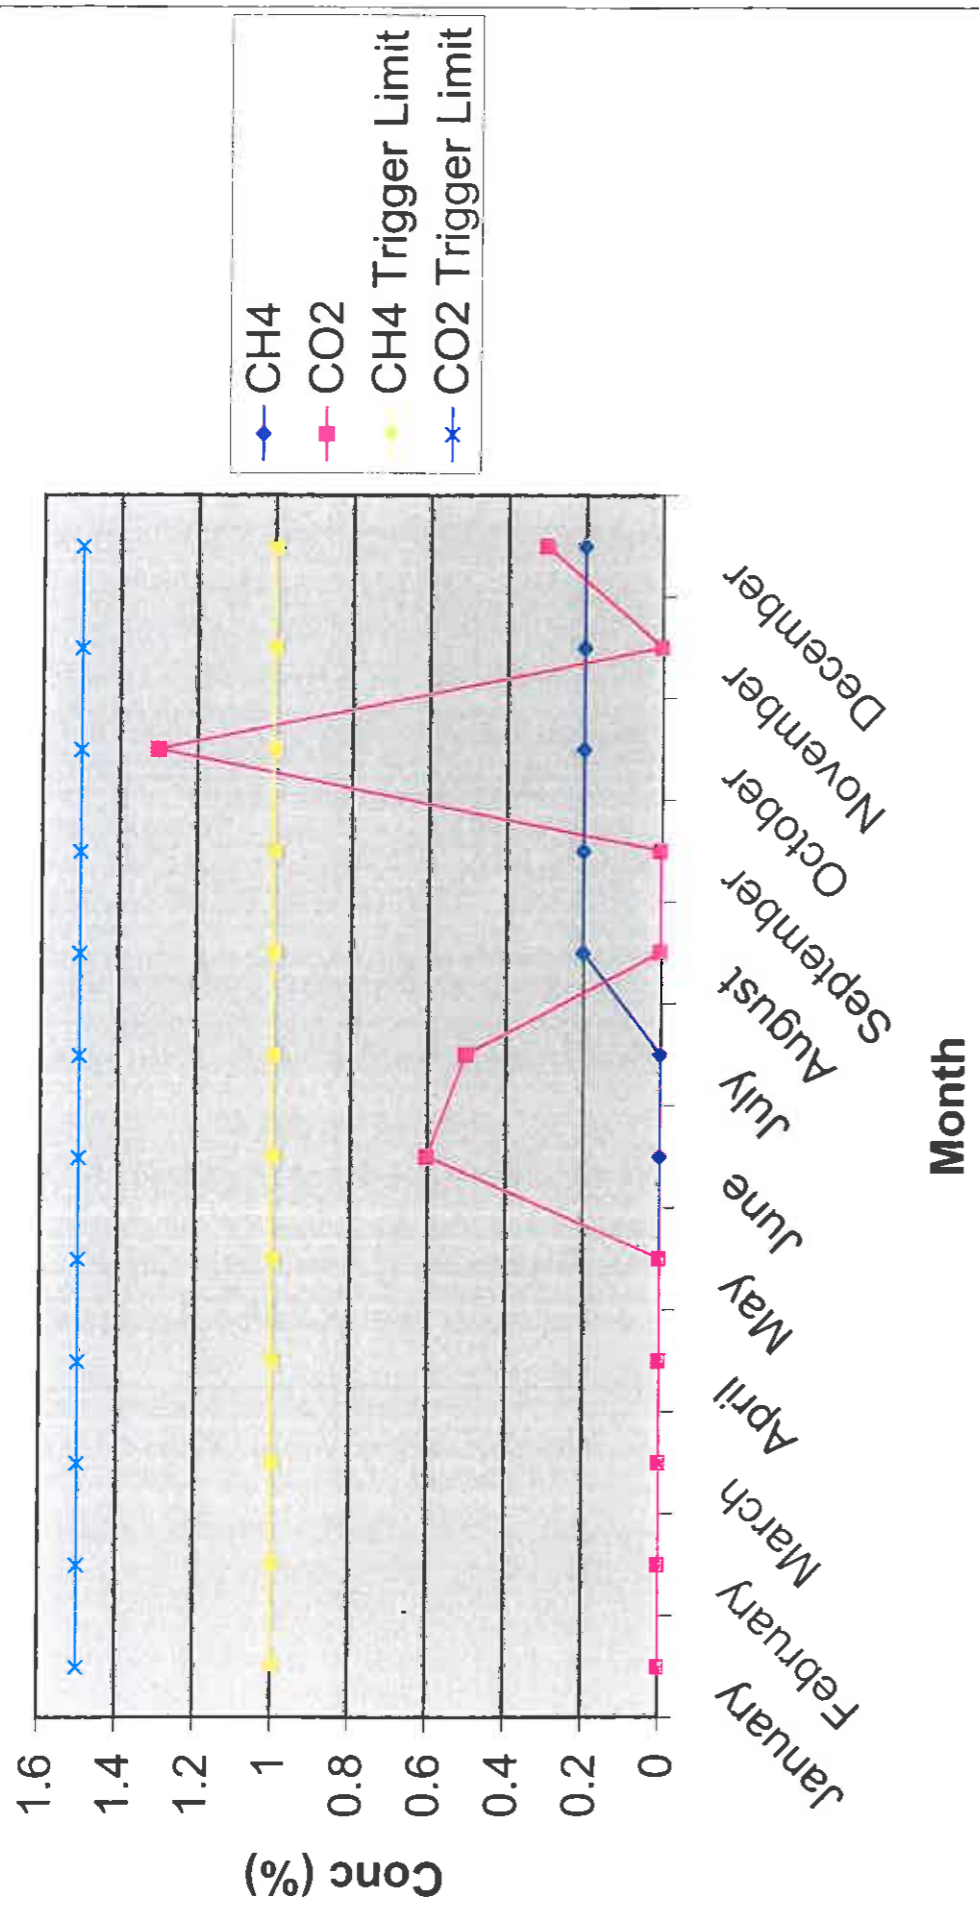 1.6
1.4
1.2
1
0.8
0.6
0.4
0.2
0
Conc (%)
January
February
March
April
May
June
July
August
September
October
November
December
Month
CH4
CO2
CH4 Trigger Limit
CO2 Trigger Limit